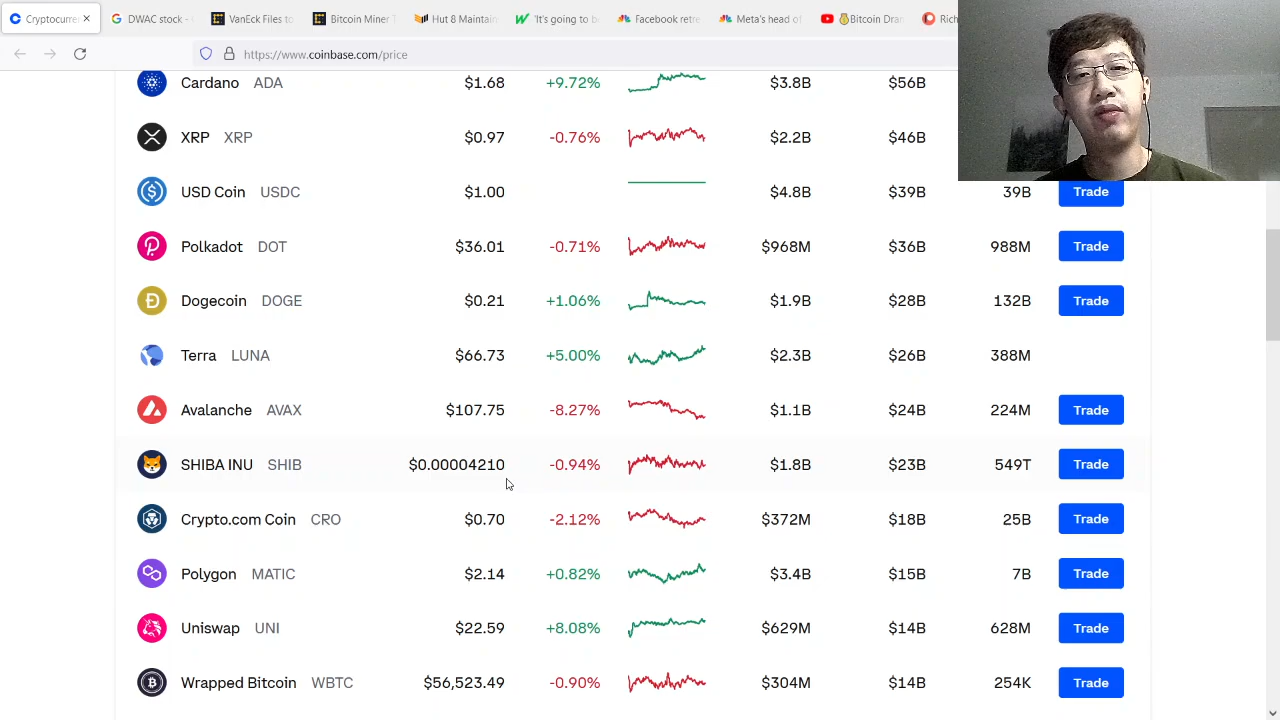 Cryptocurre
DWAC stock -
VanEck Files to
Bitcoin Miner T
Hut 8 Maintain
'It's going to b
Facebook retre
Meta's head of
Bitcoin Dran
Rich
https://www.coinbase.com/price
Cardano ADA $1.68 +9.72% $3.8B $56B
XRP XRP $0.97 -0.76% $2.2B $46B
USD Coin USDC $1.00 $4.8B $39B 39B Trade
Polkadot DOT $36.01 -0.71% $968M $36B 988M Trade
Dogecoin DOGE $0.21 +1.06% $1.9B $28B 132B Trade
Terra LUNA $66.73 +5.00% $2.3B $26B 388M
Avalanche AVAX $107.75 -8.27% $1.1B $24B 224M Trade
SHIBA INU SHIB $0.00004210 -0.94% $1.8B $23B 549T Trade
Crypto.com Coin CRO $0.70 -2.12% $372M $18B 25B Trade
Polygon MATIC $2.14 +0.82% $3.4B $15B 7B Trade
Uniswap UNI $22.59 +8.08% $629M $14B 628M Trade
Wrapped Bitcoin WBTC $56,523.49 -0.90% $304M $14B 254K Trade